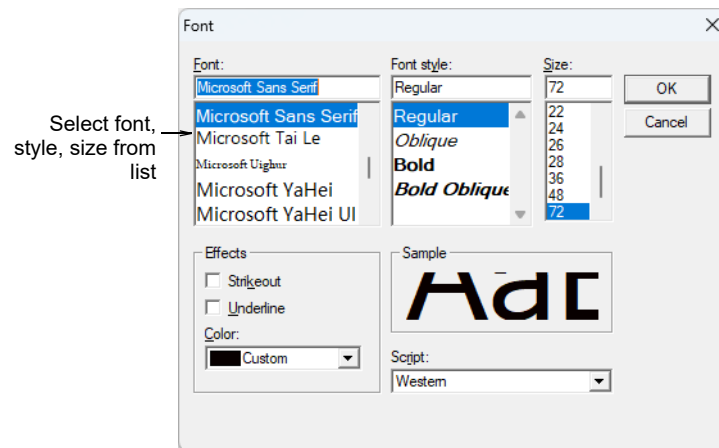 Font
Font:
Font style:
Size:
Microsoft Sans Serif
Regular
72
OK
Cancel
Select font,
style, size from
list
Microsoft Sans Serif
Microsoft Tai Le
Microsoft Uighur
Microsoft YaHei
Microsoft YaHei UI
Regular
Oblique
Bold
Bold Oblique
22
24
26
28
36
48
72
Effects
Strikeout
Underline
Color:
Custom
Sample
Script:
Western